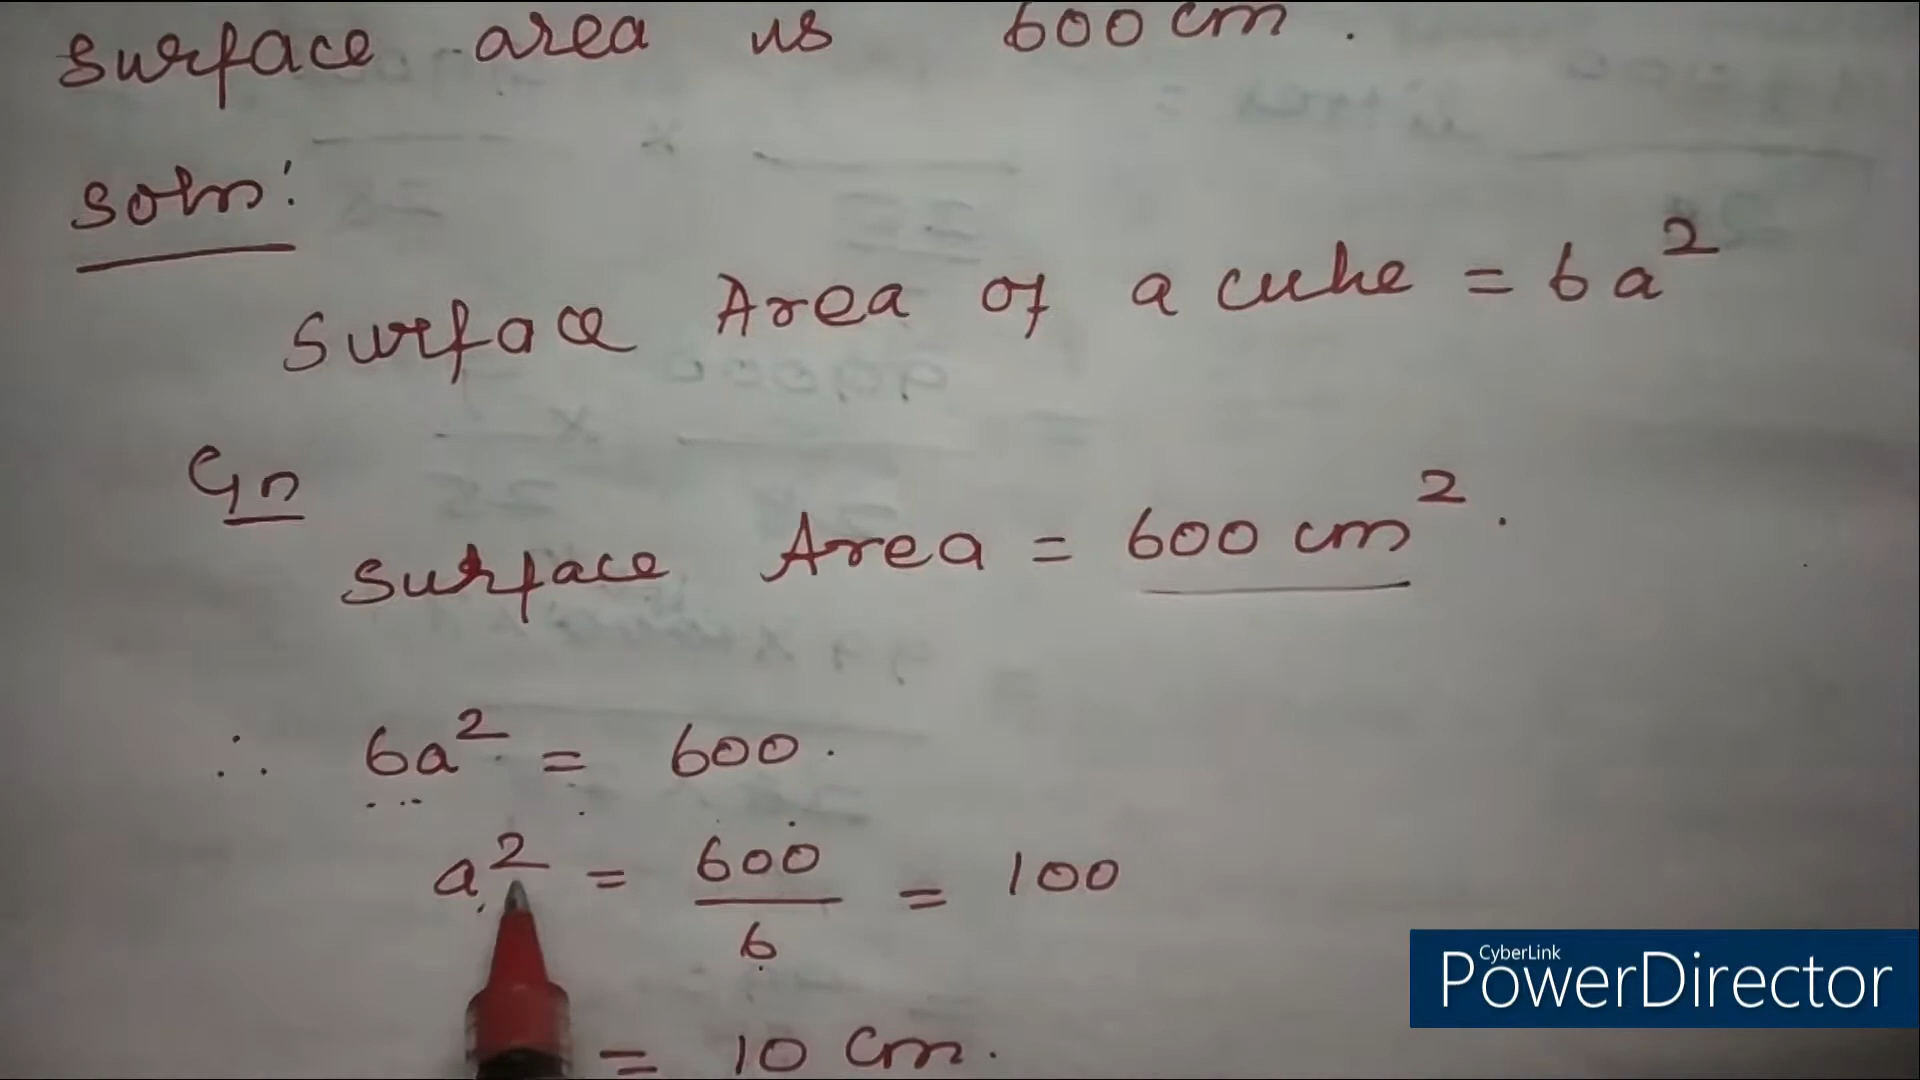 surface area is 600 cm.
Soln:
Surface Area of a cube = 6a²
Gn
Surface Area = 600 cm².
∴ 6a² = 600.
a² = 600/6 = 100
= 10 cm.
CyberLink
PowerDirector